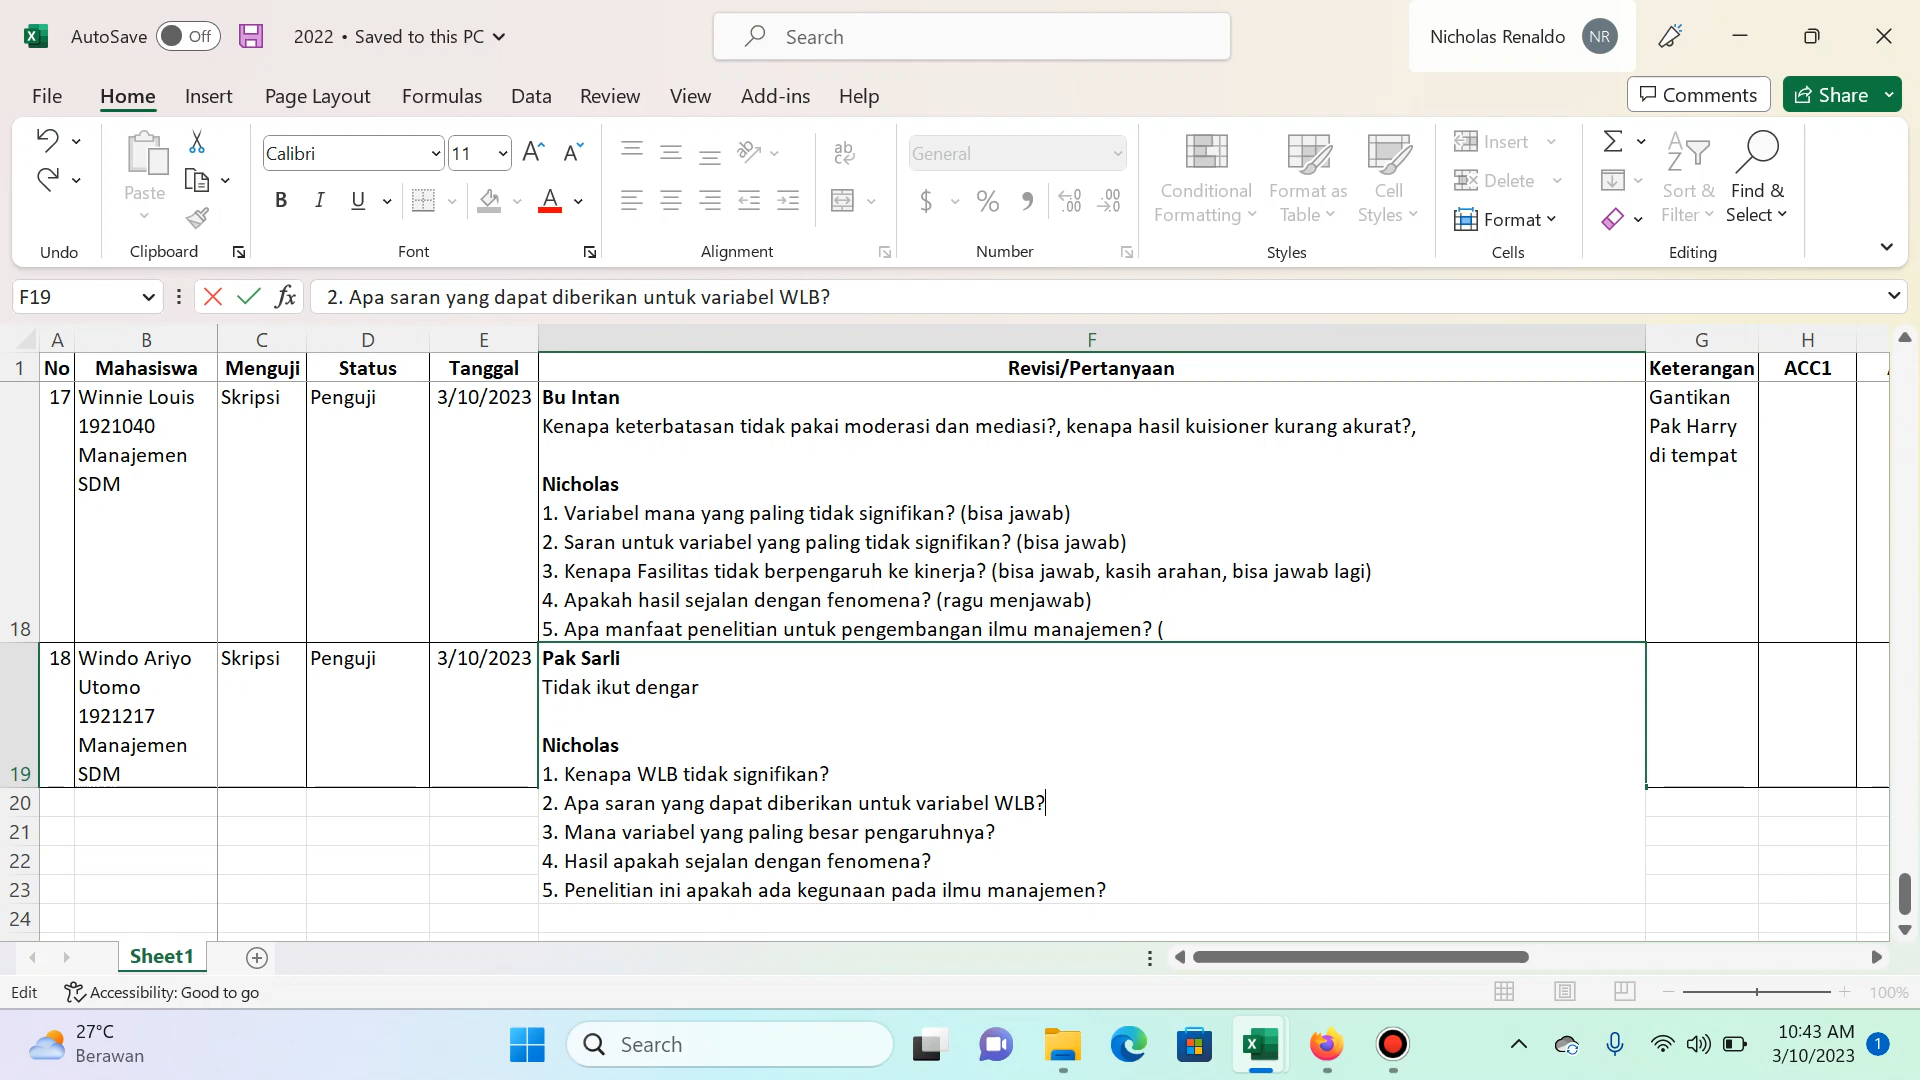 AutoSave Off 2022 • Saved to this PC Search Nicholas Renaldo NR
File Home Insert Page Layout Formulas Data Review View Add-ins Help Comments Share
Paste Calibri 11 General Conditional Formatting Format as Table Cell Styles Insert Delete Format Sort & Filter Find & Select
Undo Clipboard Font Alignment Number Styles Cells Editing
F19 2. Apa saran yang dapat diberikan untuk variabel WLB?
A B C D E F G H
1 No Mahasiswa Menguji Status Tanggal Revisi/Pertanyaan Keterangan ACC1
17 Winnie Louis Skripsi Penguji 3/10/2023 Bu Intan Gantikan
1921040 Kenapa keterbatasan tidak pakai moderasi dan mediasi?, kenapa hasil kuisioner kurang akurat?, Pak Harry
Manajemen di tempat
SDM Nicholas
1. Variabel mana yang paling tidak signifikan? (bisa jawab)
2. Saran untuk variabel yang paling tidak signifikan? (bisa jawab)
3. Kenapa Fasilitas tidak berpengaruh ke kinerja? (bisa jawab, kasih arahan, bisa jawab lagi)
4. Apakah hasil sejalan dengan fenomena? (ragu menjawab)
18 5. Apa manfaat penelitian untuk pengembangan ilmu manajemen? (
18 Windo Ariyo Skripsi Penguji 3/10/2023 Pak Sarli
Utomo Tidak ikut dengar
1921217
Manajemen Nicholas
19 SDM 1. Kenapa WLB tidak signifikan?
20 2. Apa saran yang dapat diberikan untuk variabel WLB?
21 3. Mana variabel yang paling besar pengaruhnya?
22 4. Hasil apakah sejalan dengan fenomena?
23 5. Penelitian ini apakah ada kegunaan pada ilmu manajemen?
24
Sheet1
Edit Accessibility: Good to go 100%
27°C Search 10:43 AM
Berawan 3/10/2023 1